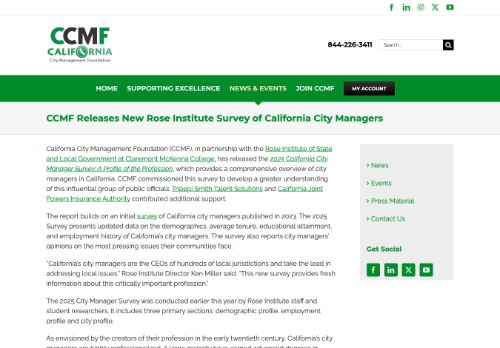 CCMF
CALIFORNIA
City Management Foundation
844-226-3411
Search...
HOME SUPPORTING EXCELLENCE NEWS & EVENTS JOIN CCMF MY ACCOUNT
CCMF Releases New Rose Institute Survey of California City Managers
California City Management Foundation (CCMF), in partnership with the Rose Institute of State
and Local Government at Claremont McKenna College, has released the 2025 California City
Manager Survey: A Profile of the Profession, which provides a comprehensive overview of city
managers in California. CCMF commissioned this survey to develop a greater understanding
of this influential group of public officials. Tripepi Smith Talent Solutions and California Joint
Powers Insurance Authority contributed additional support.
The report builds on an initial survey of California city managers published in 2023. The 2025
Survey presents updated data on the demographics, average tenure, educational attainment,
and employment history of California's city managers. The survey also reports city managers'
opinions on the most pressing issues their communities face.
"California's city managers are the CEOs of hundreds of local jurisdictions and take the lead in
addressing local issues," Rose Institute Director Ken Miller said. "This new survey provides fresh
information about this critically important profession."
The 2025 City Manager Survey was conducted earlier this year by Rose Institute staff and
student researchers. It includes three primary sections: demographic profile, employment
profile and city profile.
As envisioned by the creators of their profession in the early twentieth century, California's city
> News
> Events
> Press Material
> Contact Us
Get Social